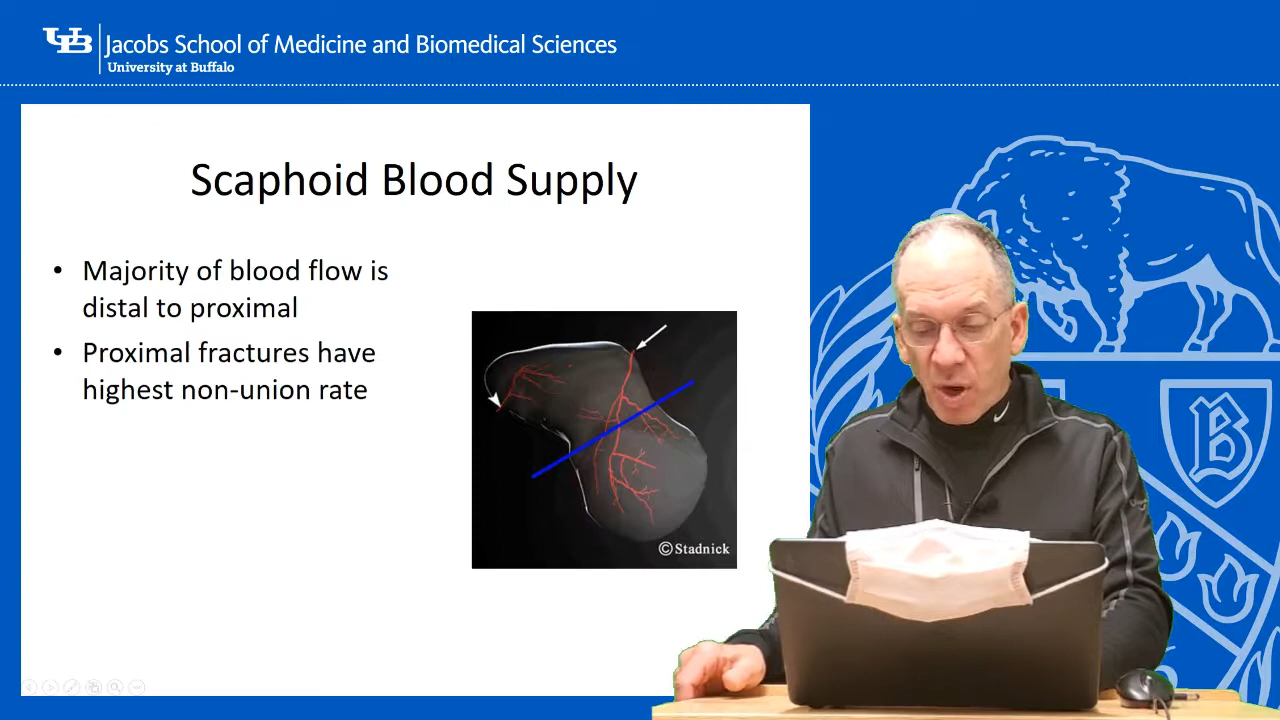 UB Jacobs School of Medicine and Biomedical Sciences
University at Buffalo
Scaphoid Blood Supply
• Majority of blood flow is
distal to proximal
• Proximal fractures have
highest non-union rate
©Stadnick
B